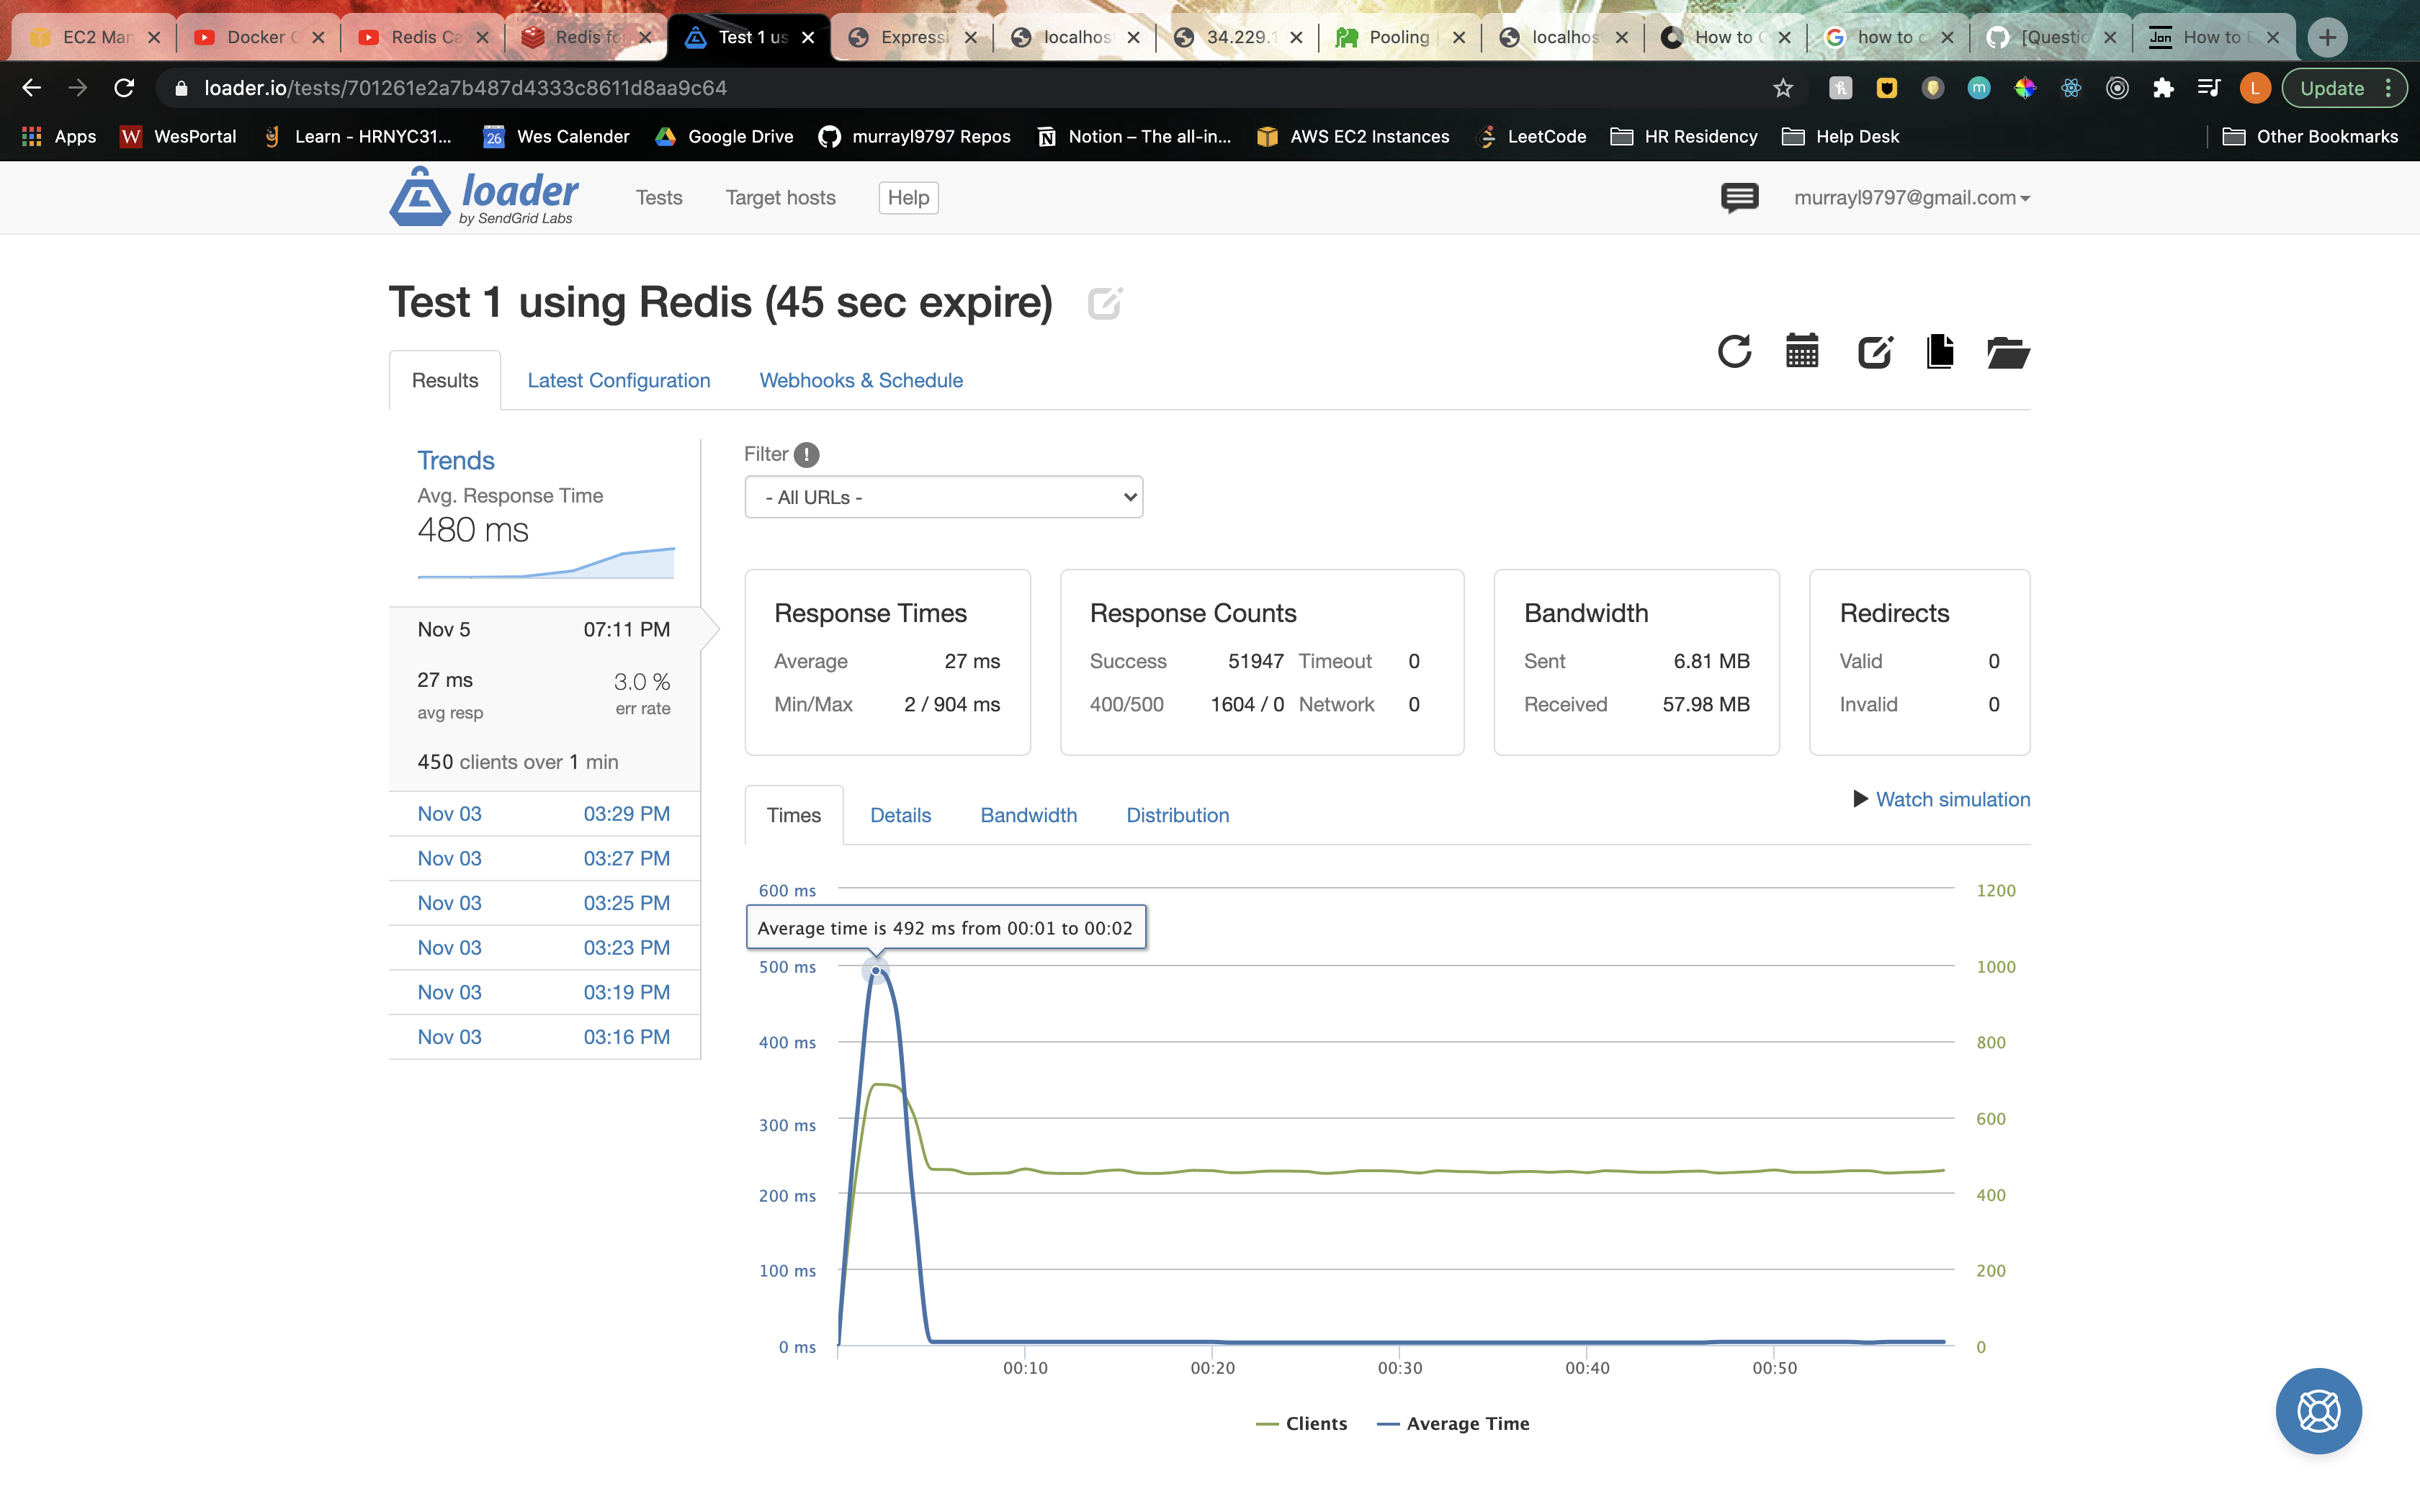 EC2 Man
Docker C
Redis Ca
Redis fo
Test 1 us
Expressi
localhos
34.229.1
Pooling
localhos
How to C
how to c
[Questio
Jon How to D
loader.io/tests/701261e2a7b487d4333c8611d8aa9c64
L
Update
Apps
W WesPortal
Learn - HRNYC31...
26 Wes Calender
Google Drive
murrayl9797 Repos
Notion – The all-in...
AWS EC2 Instances
LeetCode
HR Residency
Help Desk
Other Bookmarks
loader
by SendGrid Labs
Tests
Target hosts
Help
murrayl9797@gmail.com
Test 1 using Redis (45 sec expire)
Results
Latest Configuration
Webhooks & Schedule
Trends
Avg. Response Time
480 ms
Nov 5 07:11 PM
27 ms 3.0 %
avg resp err rate
450 clients over 1 min
Nov 03 03:29 PM
Nov 03 03:27 PM
Nov 03 03:25 PM
Nov 03 03:23 PM
Nov 03 03:19 PM
Nov 03 03:16 PM
Filter !
- All URLs -
Response Times
Average 27 ms
Min/Max 2 / 904 ms
Response Counts
Success 51947 Timeout 0
400/500 1604 / 0 Network 0
Bandwidth
Sent 6.81 MB
Received 57.98 MB
Redirects
Valid 0
Invalid 0
Times
Details
Bandwidth
Distribution
Watch simulation
600 ms 1200
Average time is 492 ms from 00:01 to 00:02
500 ms 1000
400 ms 800
300 ms 600
200 ms 400
100 ms 200
0 ms 0
00:10 00:20 00:30 00:40 00:50
Clients Average Time